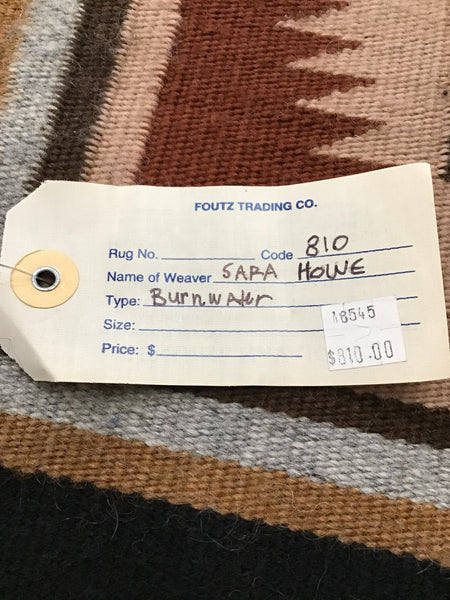 FOUTZ TRADING CO.
Rug No. Code 810
Name of Weaver SARA HOWE
Type: Burnwater
Size:
Price: $
18545
$810.00